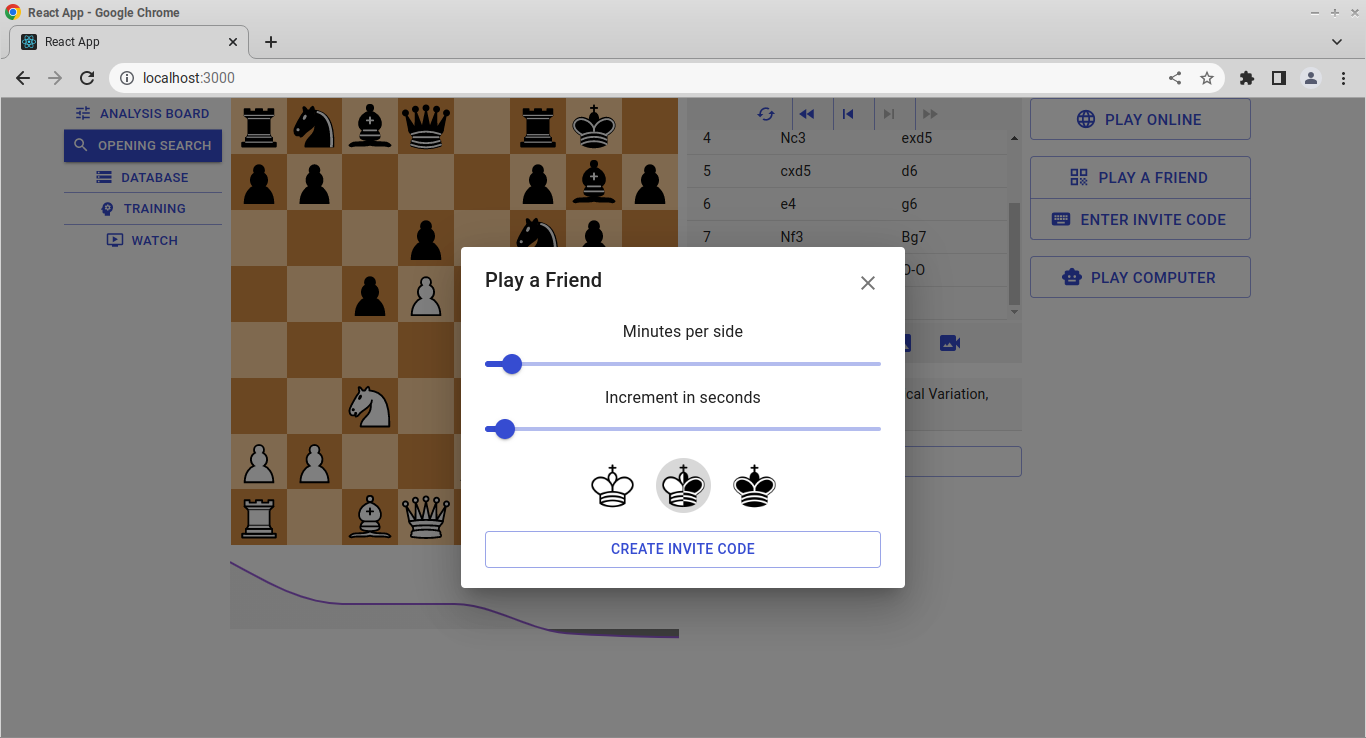 React App - Google Chrome
React App
localhost:3000
ANALYSIS BOARD
OPENING SEARCH
DATABASE
TRAINING
WATCH
4 Nc3 exd5
5 cxd5 d6
6 e4 g6
7 Nf3 Bg7
O-O
cal Variation,
PLAY ONLINE
PLAY A FRIEND
ENTER INVITE CODE
PLAY COMPUTER
Play a Friend
Minutes per side
Increment in seconds
CREATE INVITE CODE